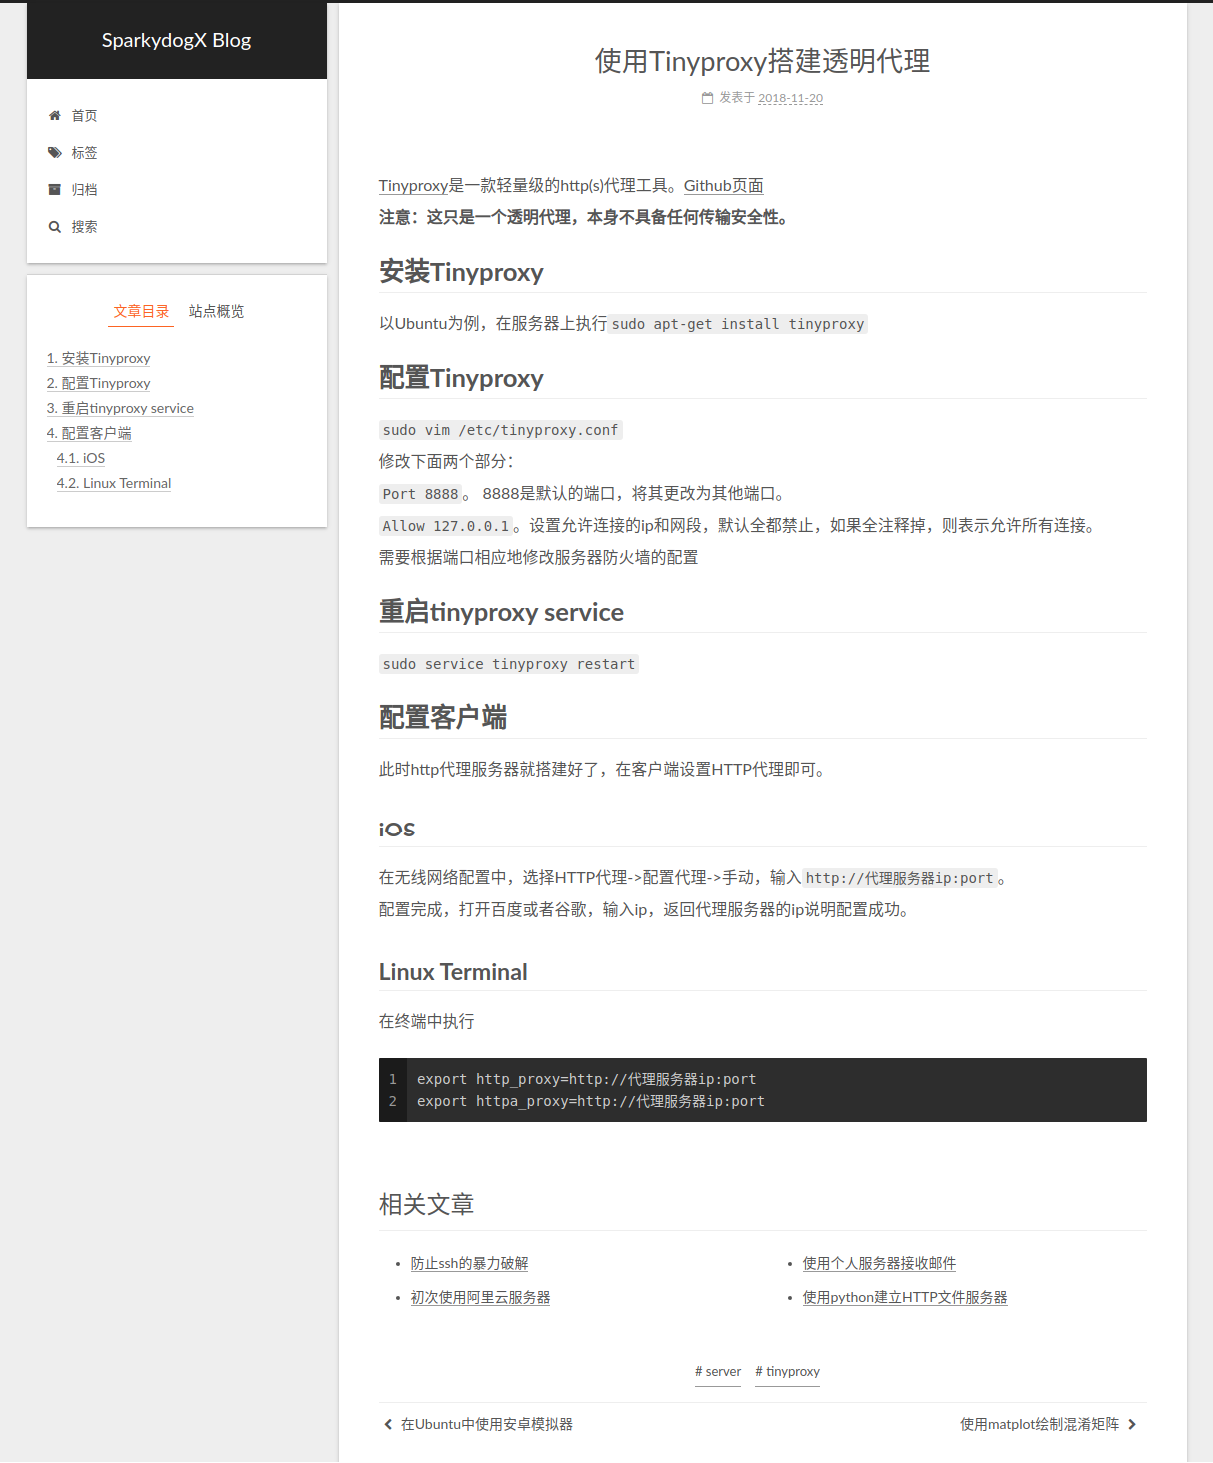 SparkydogX Blog
首页
标签
归档
搜索
文章目录 站点概览
1. 安装Tinyproxy
2. 配置Tinyproxy
3. 重启tinyproxy service
4. 配置客户端
4.1. iOS
4.2. Linux Terminal
使用Tinyproxy搭建透明代理
发表于 2018-11-20
Tinyproxy是一款轻量级的http(s)代理工具。Github页面
注意：这只是一个透明代理，本身不具备任何传输安全性。
安装Tinyproxy
以Ubuntu为例，在服务器上执行 sudo apt-get install tinyproxy
配置Tinyproxy
sudo vim /etc/tinyproxy.conf
修改下面两个部分：
Port 8888 。 8888是默认的端口，将其更改为其他端口。
Allow 127.0.0.1 。设置允许连接的ip和网段，默认全都禁止，如果全注释掉，则表示允许所有连接。
需要根据端口相应地修改服务器防火墙的配置
重启tinyproxy service
sudo service tinyproxy restart
配置客户端
此时http代理服务器就搭建好了，在客户端设置HTTP代理即可。
iOS
在无线网络配置中，选择HTTP代理->配置代理->手动，输入 http://代理服务器ip:port 。
配置完成，打开百度或者谷歌，输入ip，返回代理服务器的ip说明配置成功。
Linux Terminal
在终端中执行
1 export http_proxy=http://代理服务器ip:port
2 export httpa_proxy=http://代理服务器ip:port
相关文章
• 防止ssh的暴力破解
• 使用个人服务器接收邮件
• 初次使用阿里云服务器
• 使用python建立HTTP文件服务器
# server # tinyproxy
在Ubuntu中使用安卓模拟器
使用matplot绘制混淆矩阵